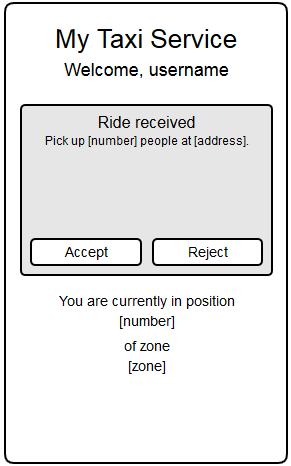 My Taxi Service
Welcome, username
Ride received
Pick up [number] people at [address].
Accept
Reject
You are currently in position
[number]
of zone
[zone]